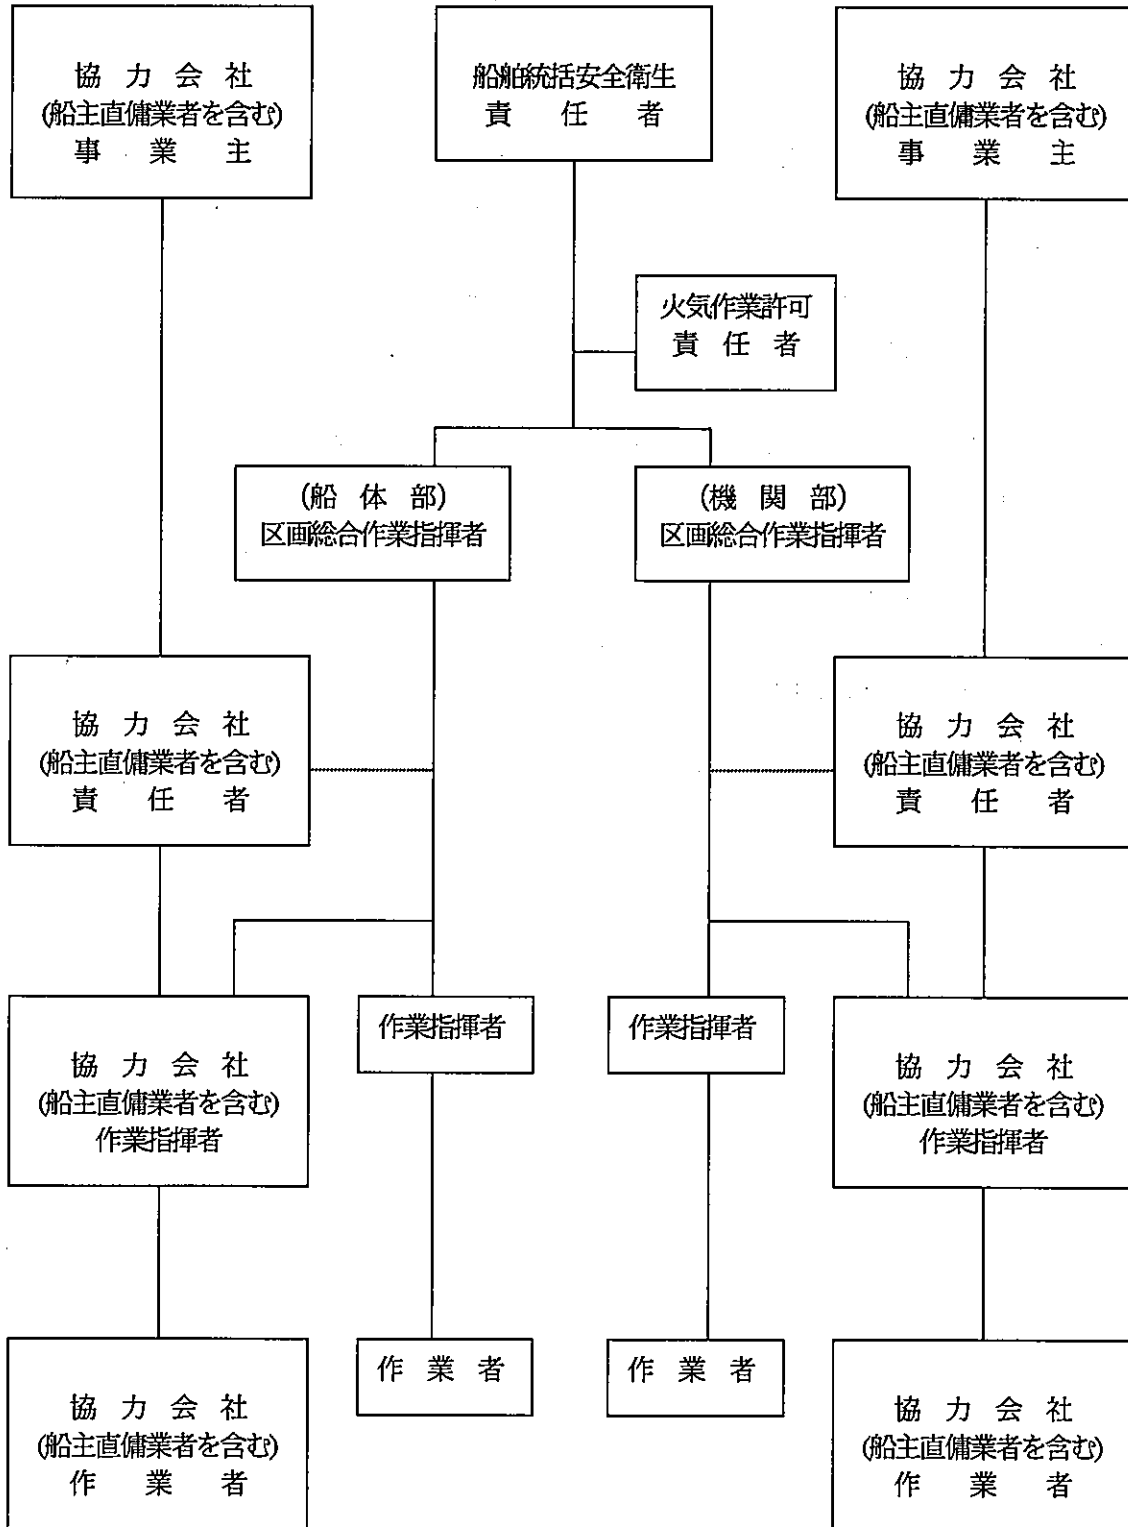 協力会社
(船主直傭業者を含む)
事業主
船舶統括安全衛生
責任者
協力会社
(船主直傭業者を含む)
事業主
火気作業許可
責任者
(船体部)
区画総合作業指揮者
(機関部)
区画総合作業指揮者
協力会社
(船主直傭業者を含む)
責任者
協力会社
(船主直傭業者を含む)
責任者
協力会社
(船主直傭業者を含む)
作業指揮者
作業指揮者
作業指揮者
協力会社
(船主直傭業者を含む)
作業指揮者
協力会社
(船主直傭業者を含む)
作業者
作業者
作業者
協力会社
(船主直傭業者を含む)
作業者